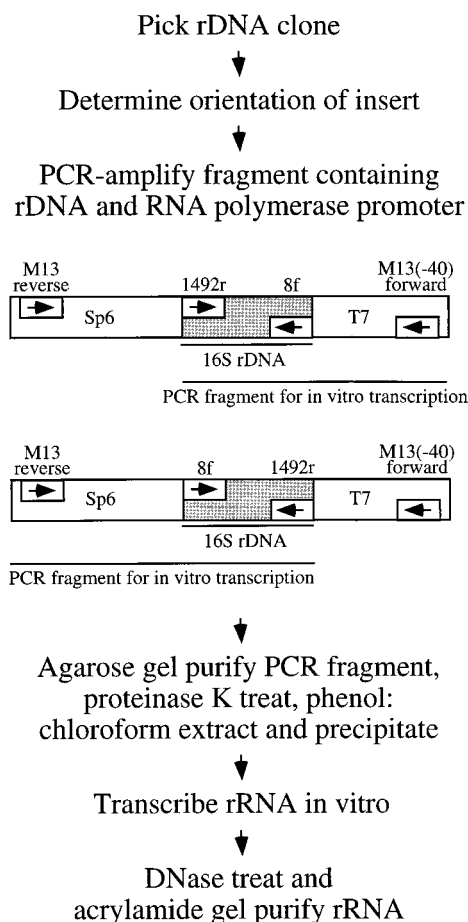 Pick rDNA clone
Determine orientation of insert
PCR-amplify fragment containing
rDNA and RNA polymerase promoter
M13
reverse
1492r
8f
M13(-40)
forward
Sp6
T7
16S rDNA
PCR fragment for in vitro transcription
M13
reverse
8f
1492r
M13(-40)
forward
Sp6
T7
16S rDNA
PCR fragment for in vitro transcription
Agarose gel purify PCR fragment,
proteinase K treat, phenol:
chloroform extract and precipitate
Transcribe rRNA in vitro
DNase treat and
acrylamide gel purify rRNA